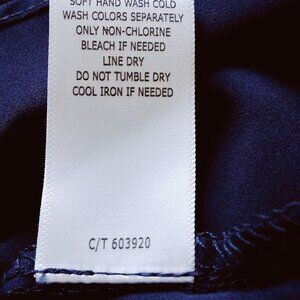 SOFT HAND WASH COLD
WASH COLORS SEPARATELY
ONLY NON-CHLORINE
BLEACH IF NEEDED
LINE DRY
DO NOT TUMBLE DRY
COOL IRON IF NEEDED
C/T 603920